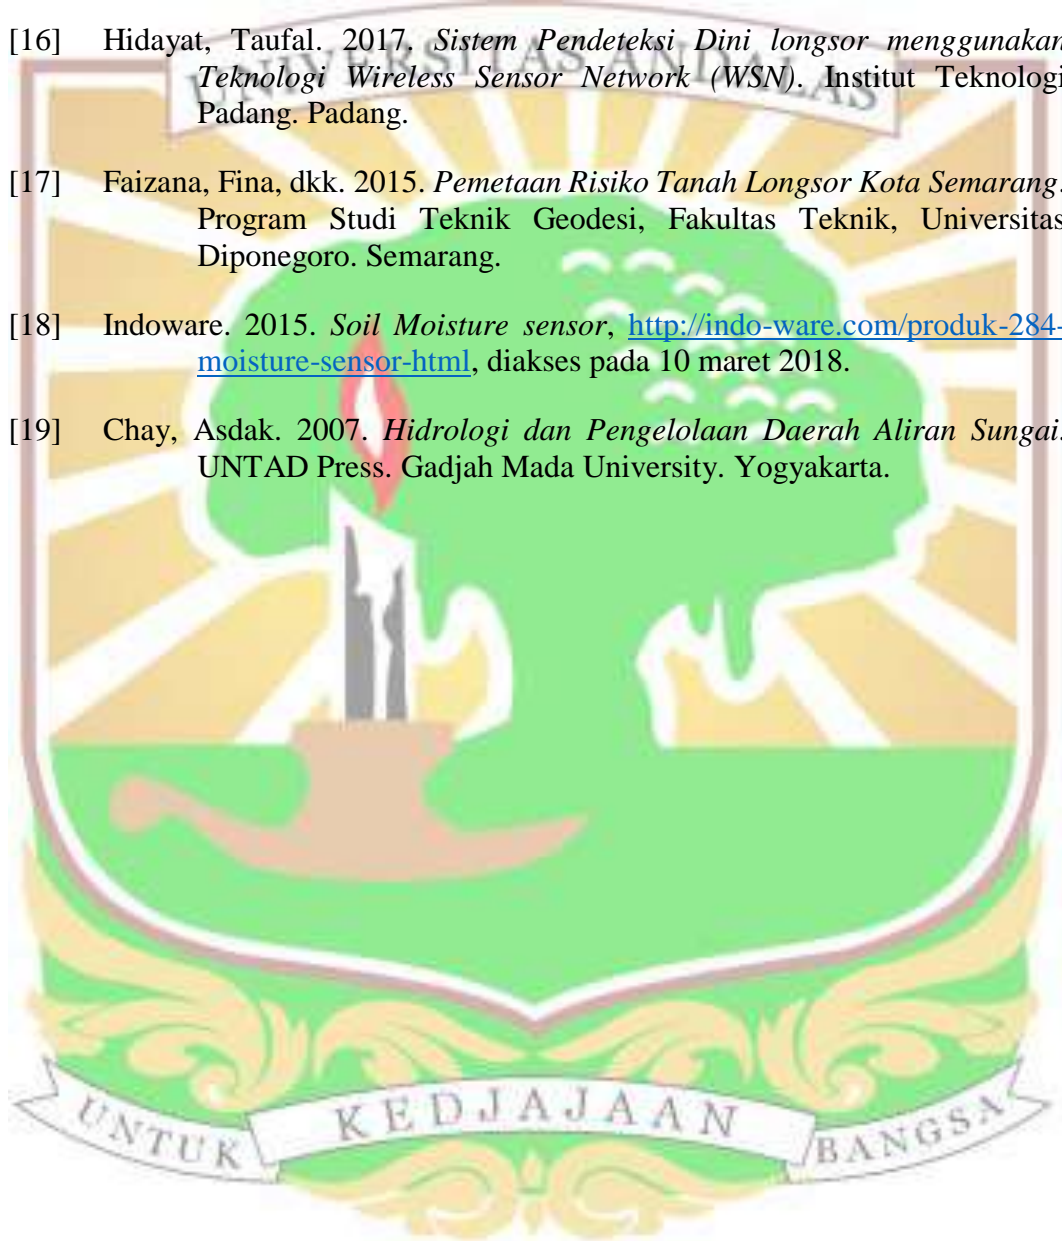 [16] Hidayat, Taufal. 2017. Sistem Pendeteksi Dini longsor menggunakan
Teknologi Wireless Sensor Network (WSN). Institut Teknologi
Padang. Padang.
[17] Faizana, Fina, dkk. 2015. Pemetaan Risiko Tanah Longsor Kota Semarang.
Program Studi Teknik Geodesi, Fakultas Teknik, Universitas
Diponegoro. Semarang.
[18] Indoware. 2015. Soil Moisture sensor, http://indo-ware.com/produk-284-
moisture-sensor-html, diakses pada 10 maret 2018.
[19] Chay, Asdak. 2007. Hidrologi dan Pengelolaan Daerah Aliran Sungai.
UNTAD Press. Gadjah Mada University. Yogyakarta.
UNIVERSITAS ANDALAS
UNTUK KEDJAJAAN BANGSA